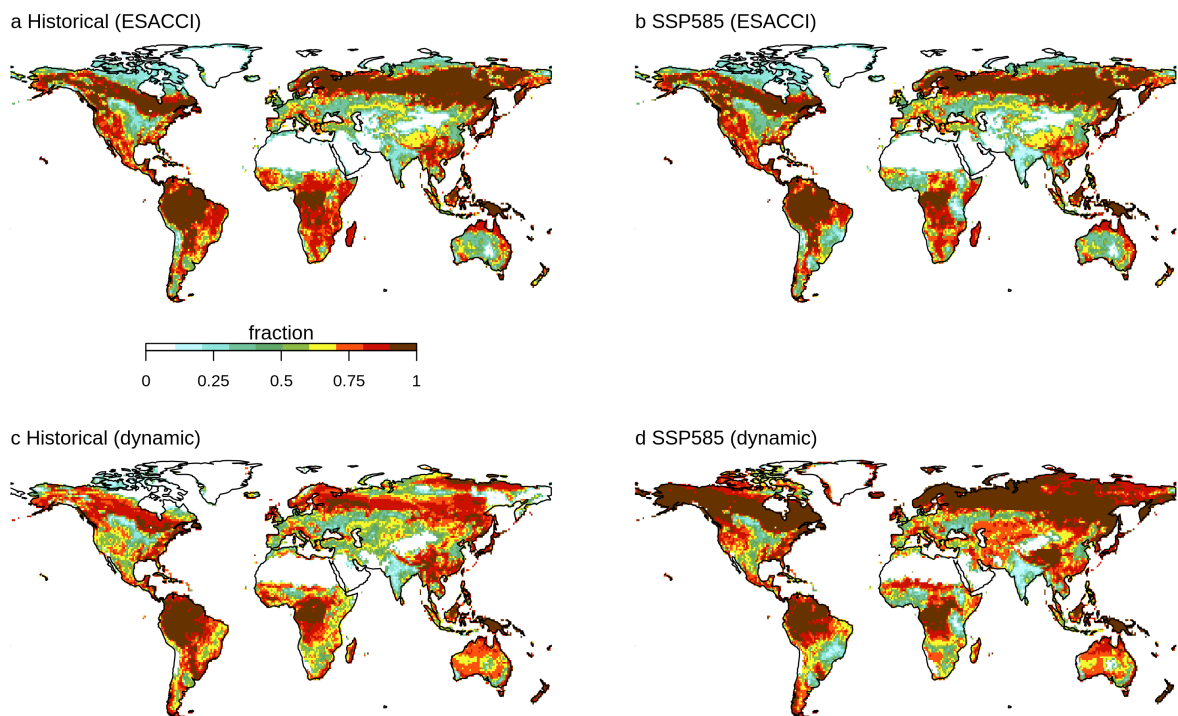 a Historical (ESACCI)
b SSP585 (ESACCI)
fraction
0 0.25 0.5 0.75 1
c Historical (dynamic)
d SSP585 (dynamic)